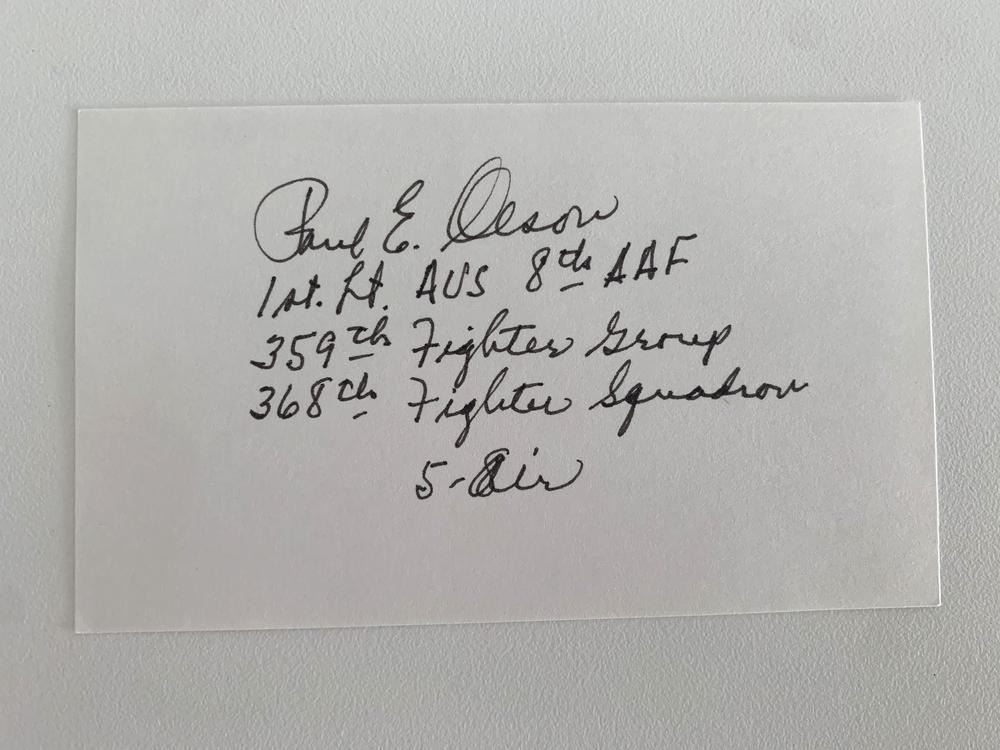 Paul E. Olson
1st. Lt. AUS 8th AAF
359th Fighter Group
368th Fighter Squadron
5-Air